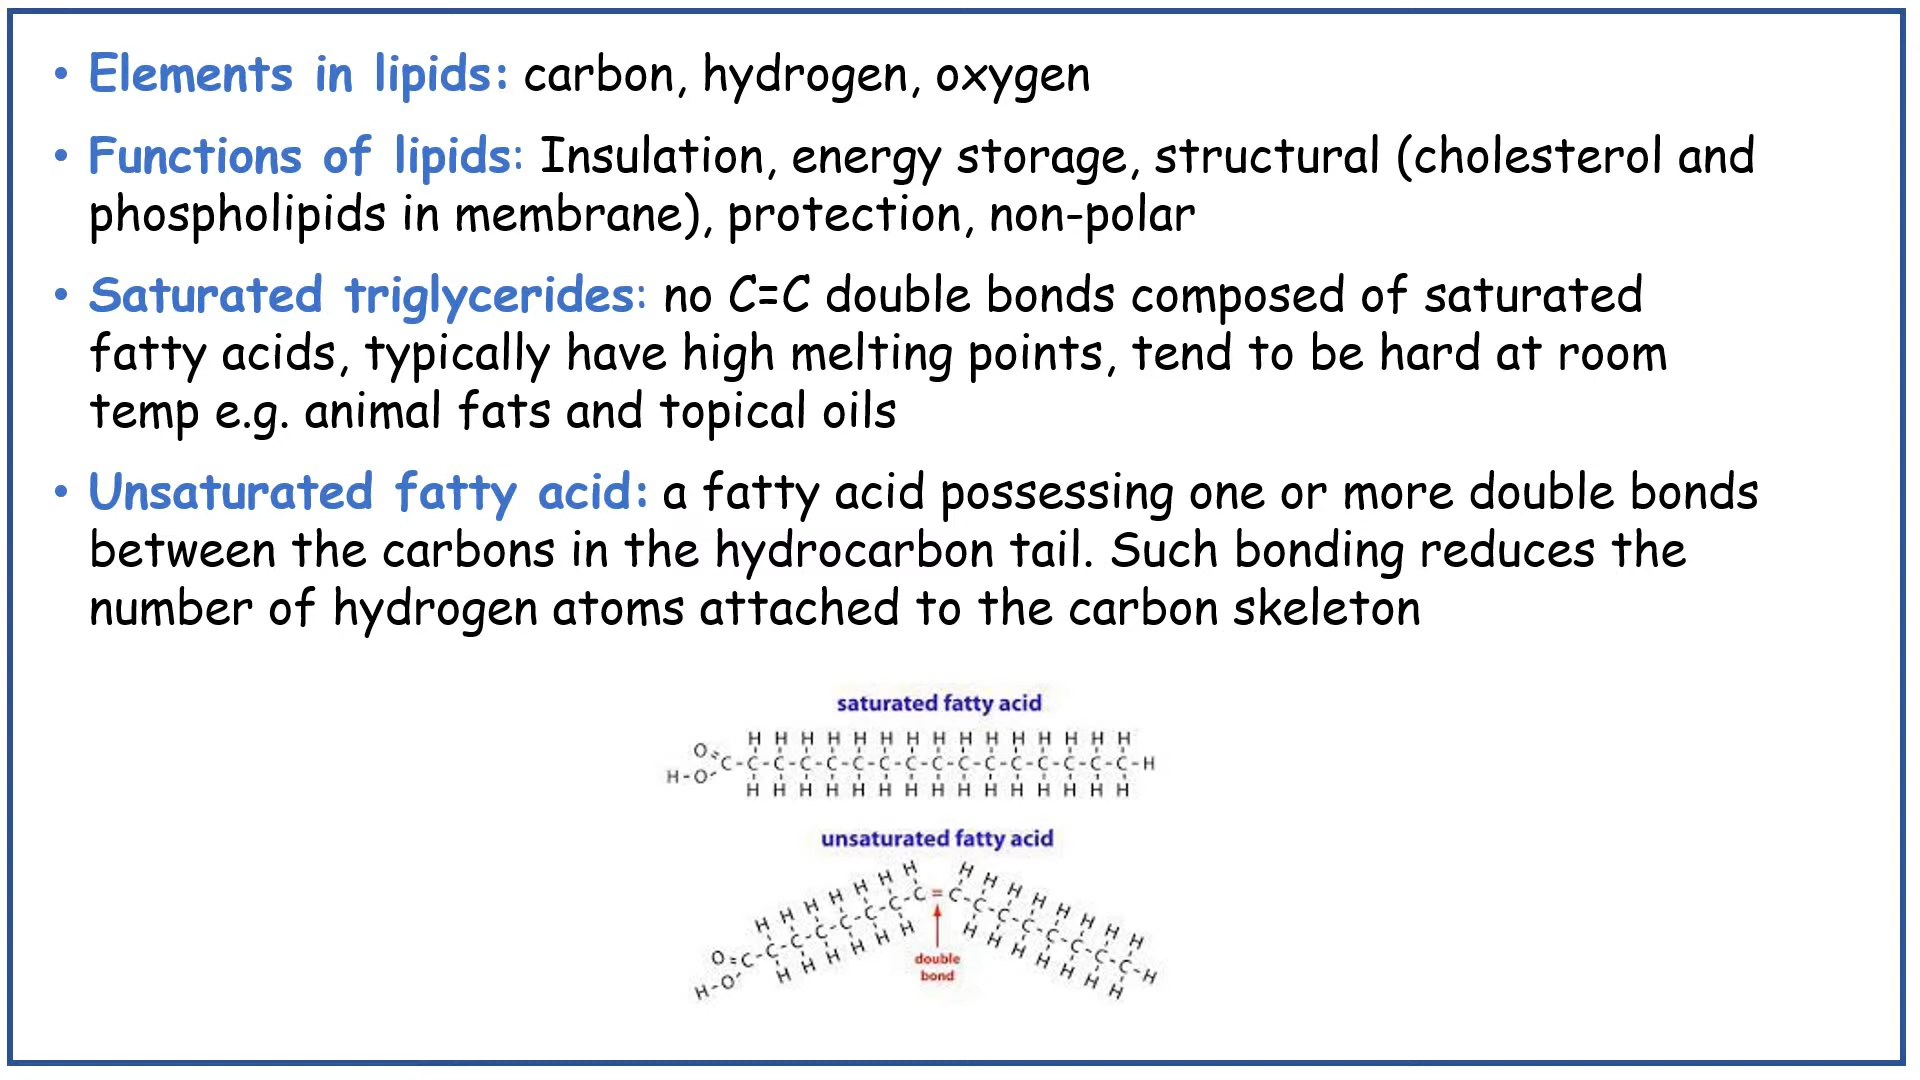 • Elements in lipids: carbon, hydrogen, oxygen
• Functions of lipids: Insulation, energy storage, structural (cholesterol and
phospholipids in membrane), protection, non-polar
• Saturated triglycerides: no C=C double bonds composed of saturated
fatty acids, typically have high melting points, tend to be hard at room
temp e.g. animal fats and topical oils
• Unsaturated fatty acid: a fatty acid possessing one or more double bonds
between the carbons in the hydrocarbon tail. Such bonding reduces the
number of hydrogen atoms attached to the carbon skeleton
saturated fatty acid
H H H H H H H H H H H H H H H
O=C-C-C-C-C-C-C-C-C-C-C-C-C-C-C-C-H
H-O
H H H H H H H H H H H H H H H
unsaturated fatty acid
H H H H H H H H H H H H H H H
O=C-C-C-C-C-C-C-C=C-C-C-C-C-C-C-C-H
H-O
H H H H H H H H H H H H H
double
bond